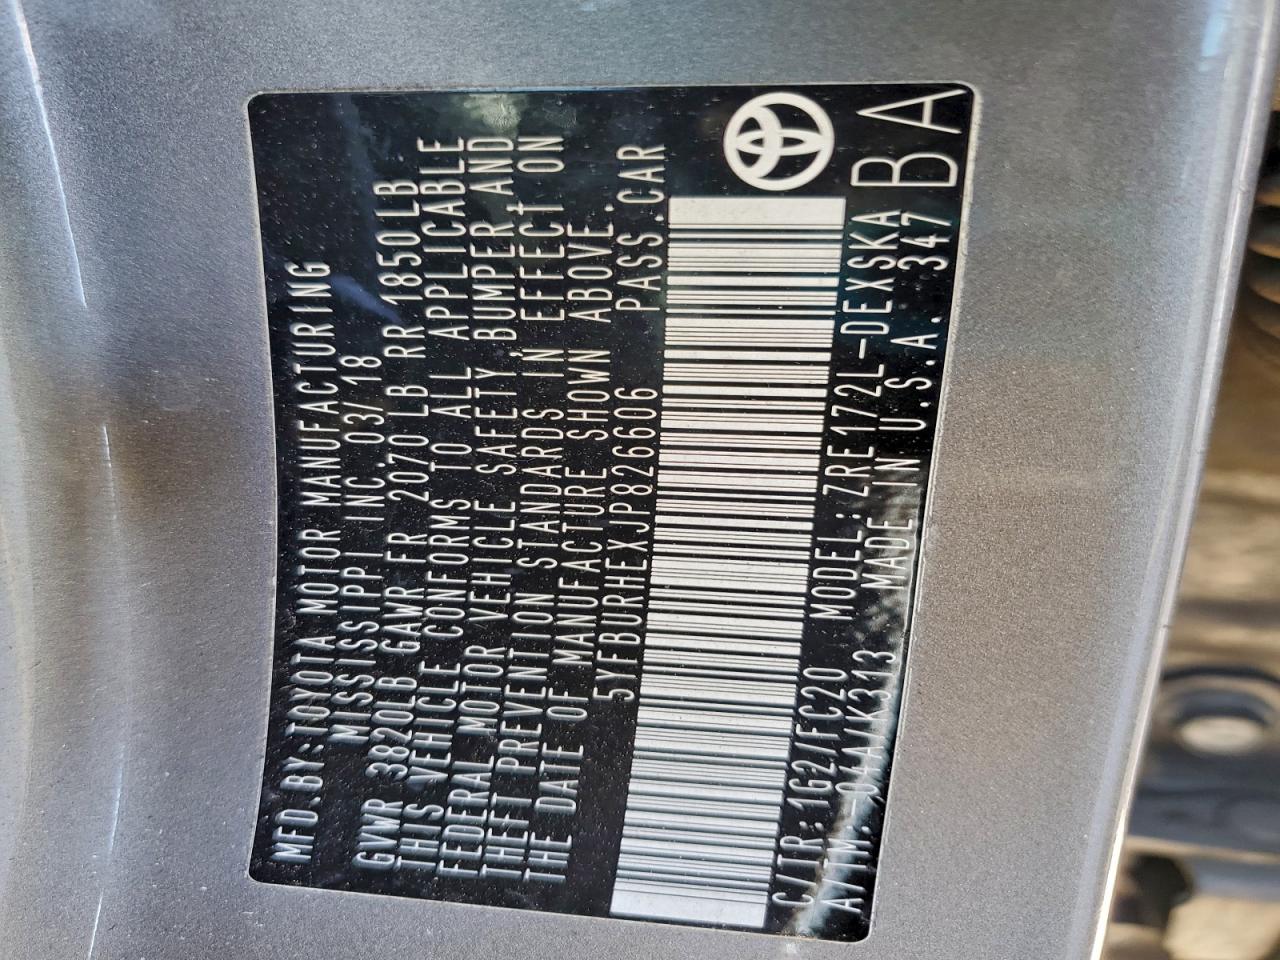 MFD.BY:TOYOTA MOTOR MANUFACTURING
MISSISSIPPI INC. 03/18
GVWR 3820LB GAWR FR 2070LB RR 1850LB
THIS VEHICLE CONFORMS TO ALL APPLICABLE
FEDERAL MOTOR VEHICLE SAFETY,BUMPER AND
THEFT PREVENTION STANDARDS IN EFFECT ON
THE DATE OF MANUFACTURE SHOWN ABOVE.
5YFBURHEXJP826606 PASS.CAR
C/TR:1G2/FC20 MODEL:ZRE172L-DEXSKA B
A/TM:-04A/K313 MADE IN U.S.A. 347 BA